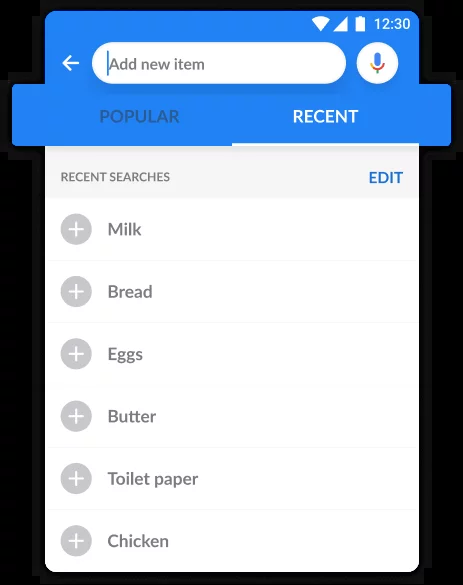 12:30
Add new item
POPULAR
RECENT
RECENT SEARCHES
EDIT
Milk
Bread
Eggs
Butter
Toilet paper
Chicken